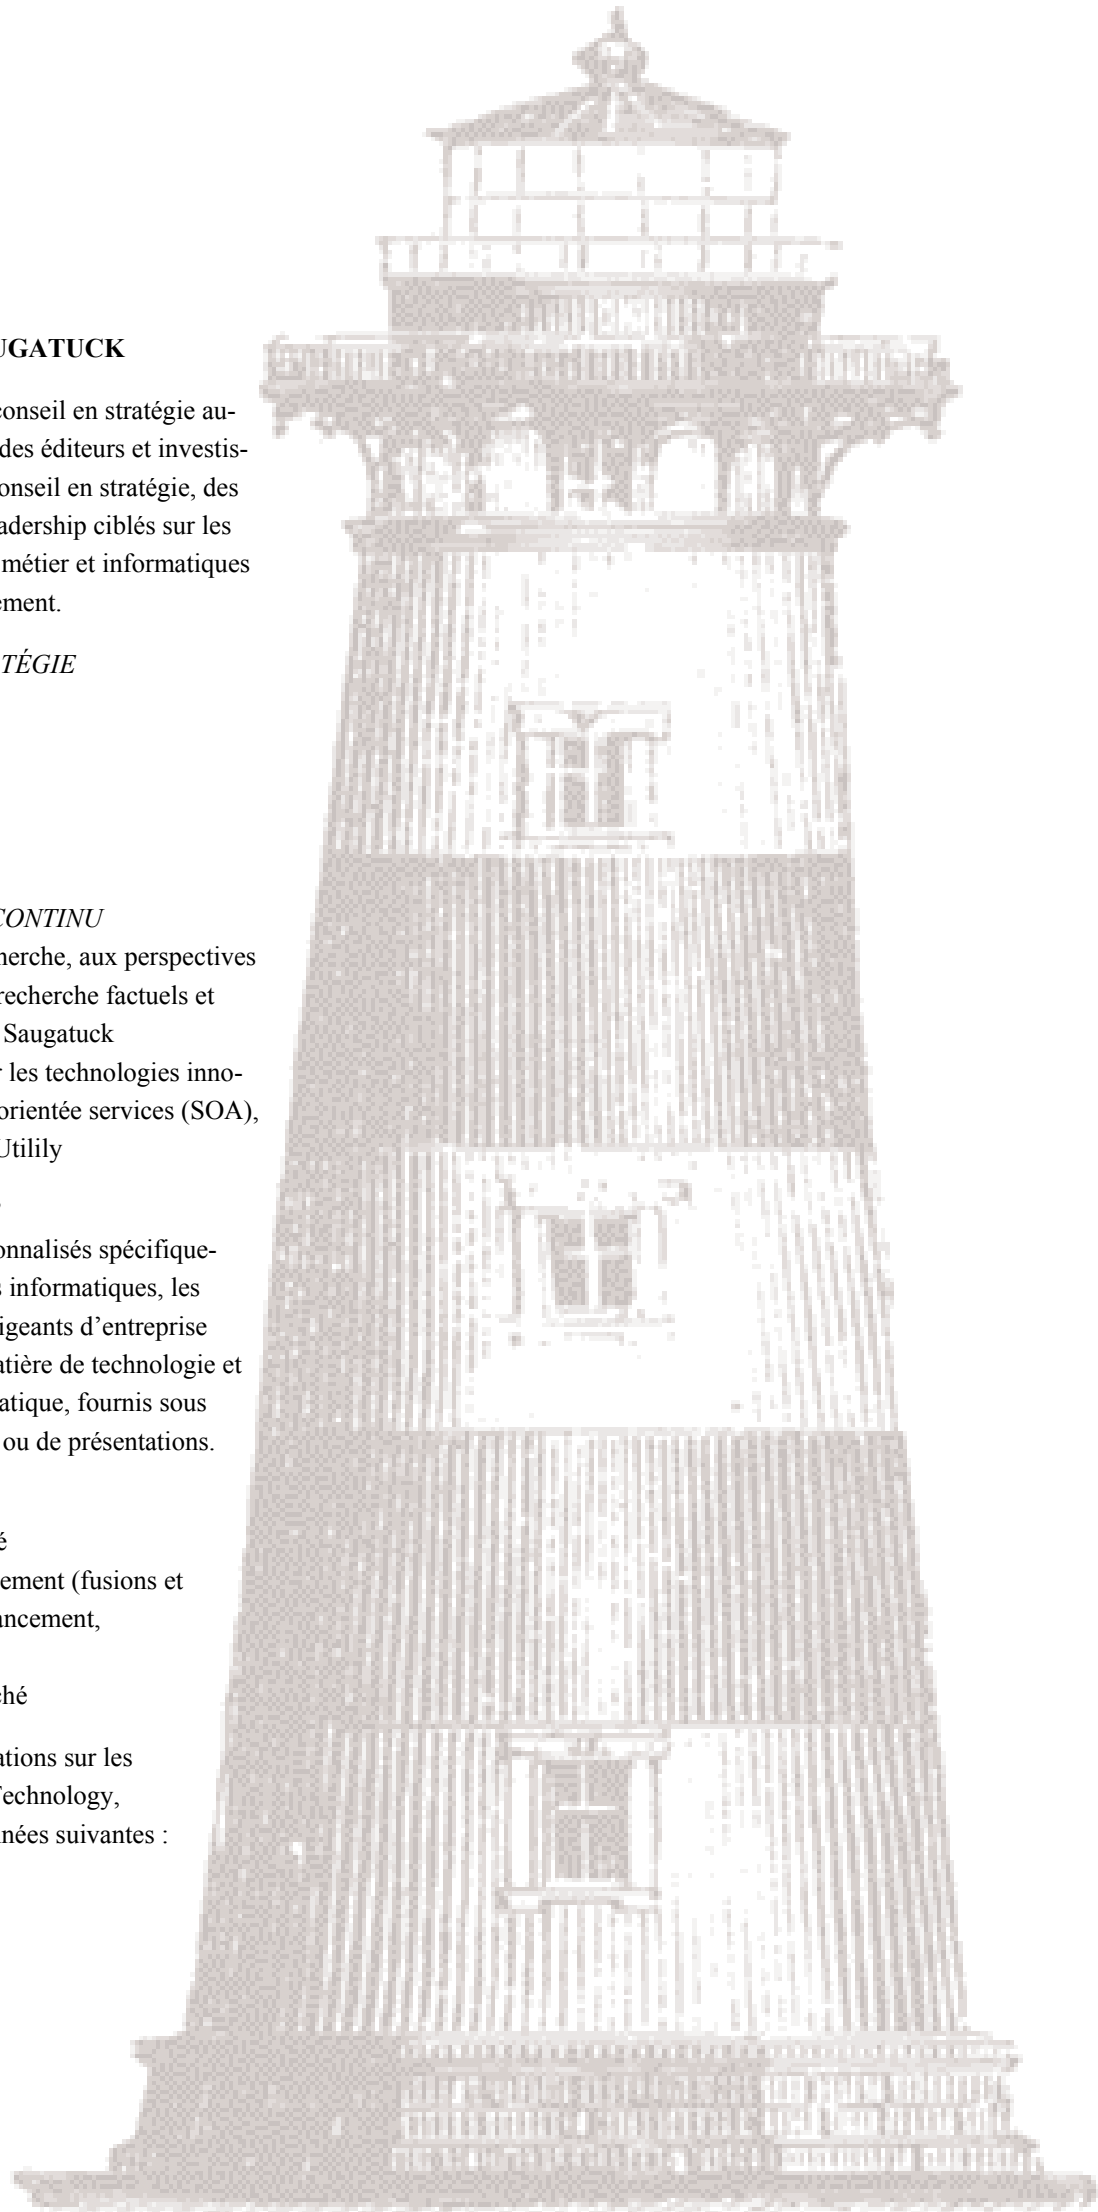 UGATUCK
conseil en stratégie au-
des éditeurs et investis-
onseil en stratégie, des
adership ciblés sur les
métier et informatiques
ement.
TÉGIE
CONTINU
herche, aux perspectives
recherche factuels et
Saugatuck
r les technologies inno-
orientée services (SOA),
Utilily
onnalisés spécifique-
s informatiques, les
igeants d’entreprise
atière de technologie et
atique, fournis sous
ou de présentations.
é
ement (fusions et
ancement,
ché
ations sur les
Technology,
nées suivantes :